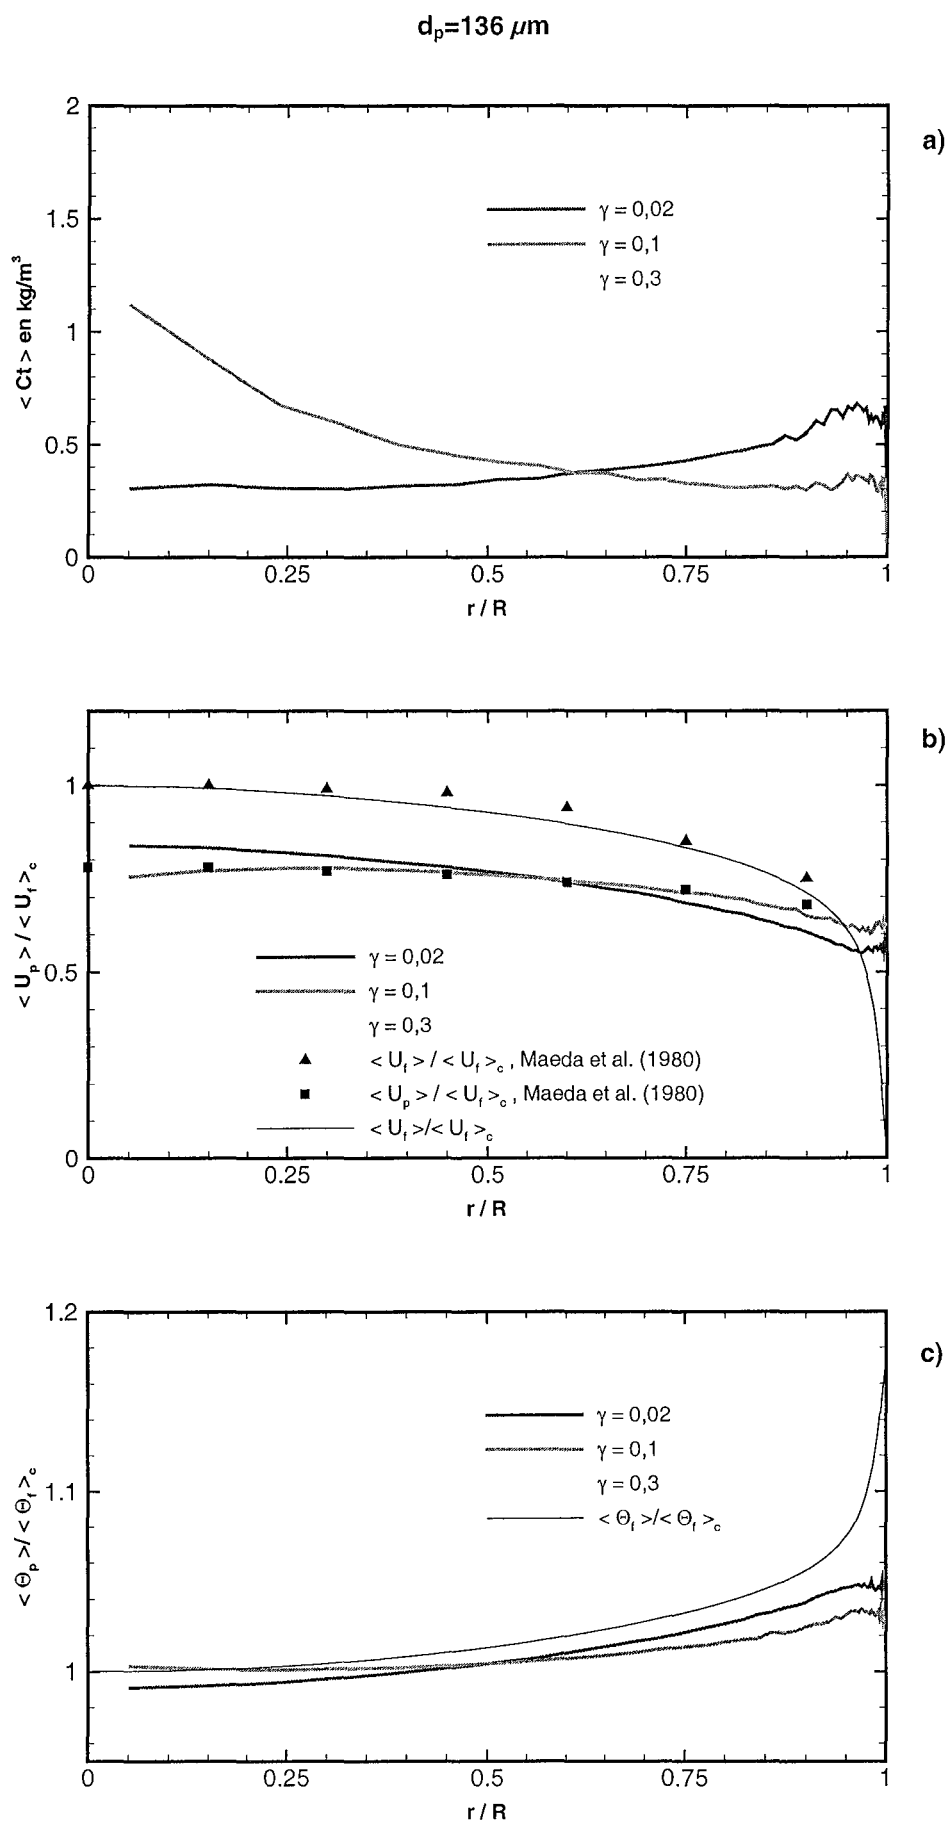 dₚ=136 μm
a)
< Ct > en kg/m³
2
1.5
1
0.5
0
γ = 0,02
γ = 0,1
γ = 0,3
0 0.25 0.5 0.75 1
r / R
b)
< Uₚ > / < U_f >_c
1
0.5
0
γ = 0,02
γ = 0,1
γ = 0,3
< U_f > / < U_f >_c , Maeda et al. (1980)
< Uₚ > / < U_f >_c , Maeda et al. (1980)
< U_f >/< U_f >_c
0 0.25 0.5 0.75 1
r / R
c)
< Θₚ > / < Θ_f >_c
1.2
1.1
1
γ = 0,02
γ = 0,1
γ = 0,3
< Θ_f >/< Θ_f >_c
0 0.25 0.5 0.75 1
r / R